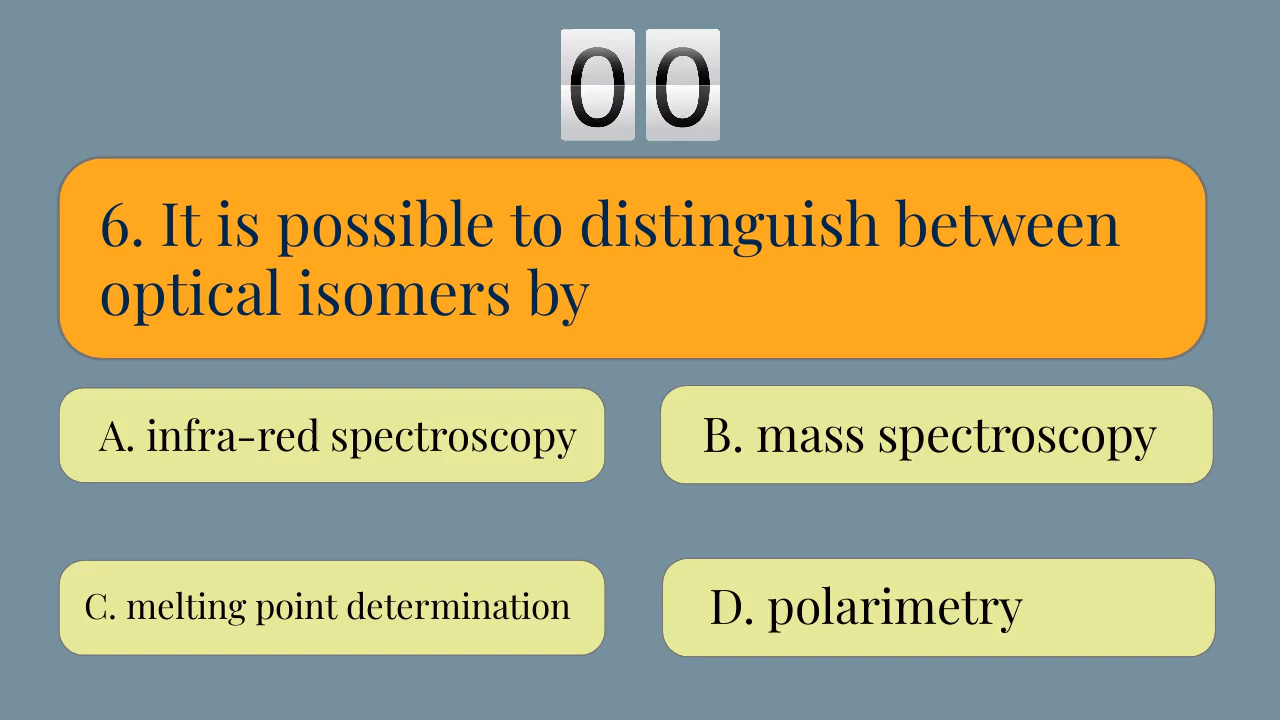 00
6. It is possible to distinguish between
optical isomers by
A. infra-red spectroscopy
B. mass spectroscopy
C. melting point determination
D. polarimetry